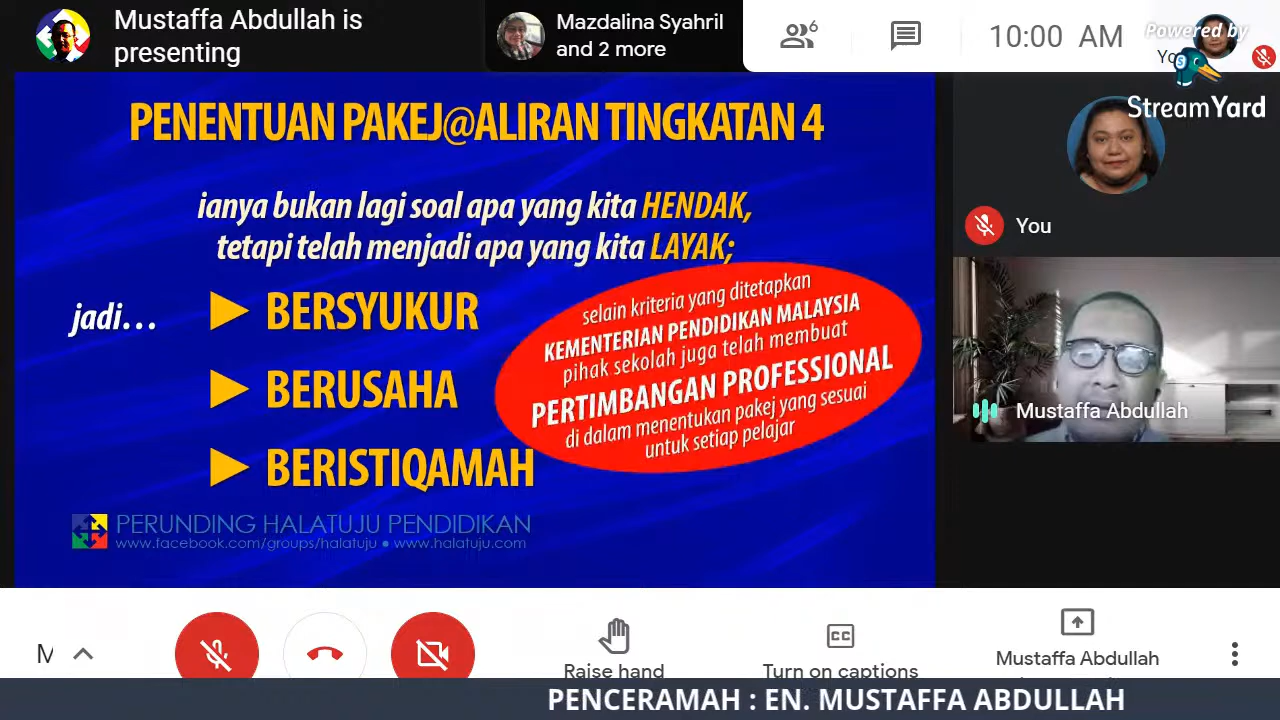 Mustaffa Abdullah is
presenting
Mazdalina Syahril
and 2 more
6
10:00 AM
Powered by
StreamYard
PENENTUAN PAKEJ@ALIRAN TINGKATAN 4
ianya bukan lagi soal apa yang kita HENDAK,
tetapi telah menjadi apa yang kita LAYAK;
jadi...
BERSYUKUR
BERUSAHA
BERISTIQAMAH
selain kriteria yang ditetapkan
KEMENTERIAN PENDIDIKAN MALAYSIA
pihak sekolah juga telah membuat
PERTIMBANGAN PROFESSIONAL
di dalam menentukan pakej yang sesuai
untuk setiap pelajar
PERUNDING HALATUJU PENDIDIKAN
www.facebook.com/groups/halatuju • www.halatuju.com
You
Mustaffa Abdullah
Raise hand
Turn on captions
Mustaffa Abdullah
PENCERAMAH : EN. MUSTAFFA ABDULLAH